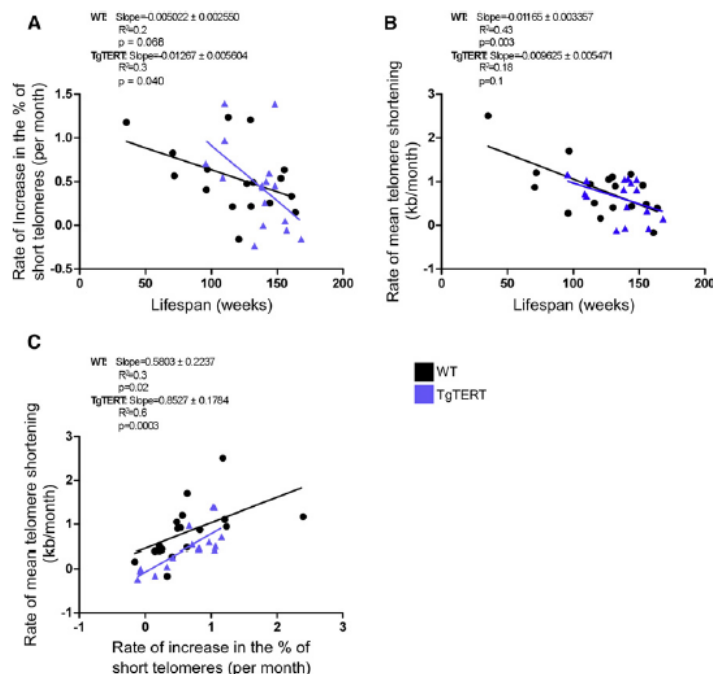 A
WT: Slope=-0.005022 ± 0.002550
R²=0.2
p = 0.068
TgTERT: Slope=-0.01267 ± 0.005604
R²=0.3
p = 0.040
Rate of Increase in the % of
short telomeres (per month)
1.5
1.0
0.5
0.0
0.5
0 50 100 150 200
Lifespan (weeks)
B
WT: Slope=-0.01165 ± 0.003357
R²=0.43
p=0.003
TgTERT: Slope=-0.009625 ± 0.005471
R²=0.18
p=0.1
Rate of mean telomere shortening
(kb/month)
3
2
1
0
-1
0 50 100 150 200
Lifespan (weeks)
C
WT: Slope=0.5803 ± 0.2237
R²=0.3
p=0.02
TgTERT: Slope=0.8527 ± 0.1784
R²=0.6
p=0.0003
Rate of mean telomere shortening
(kb/month)
3
2
1
0
-1
-1 0 1 2 3
Rate of increase in the % of
short telomeres (per month)
WT
TgTERT